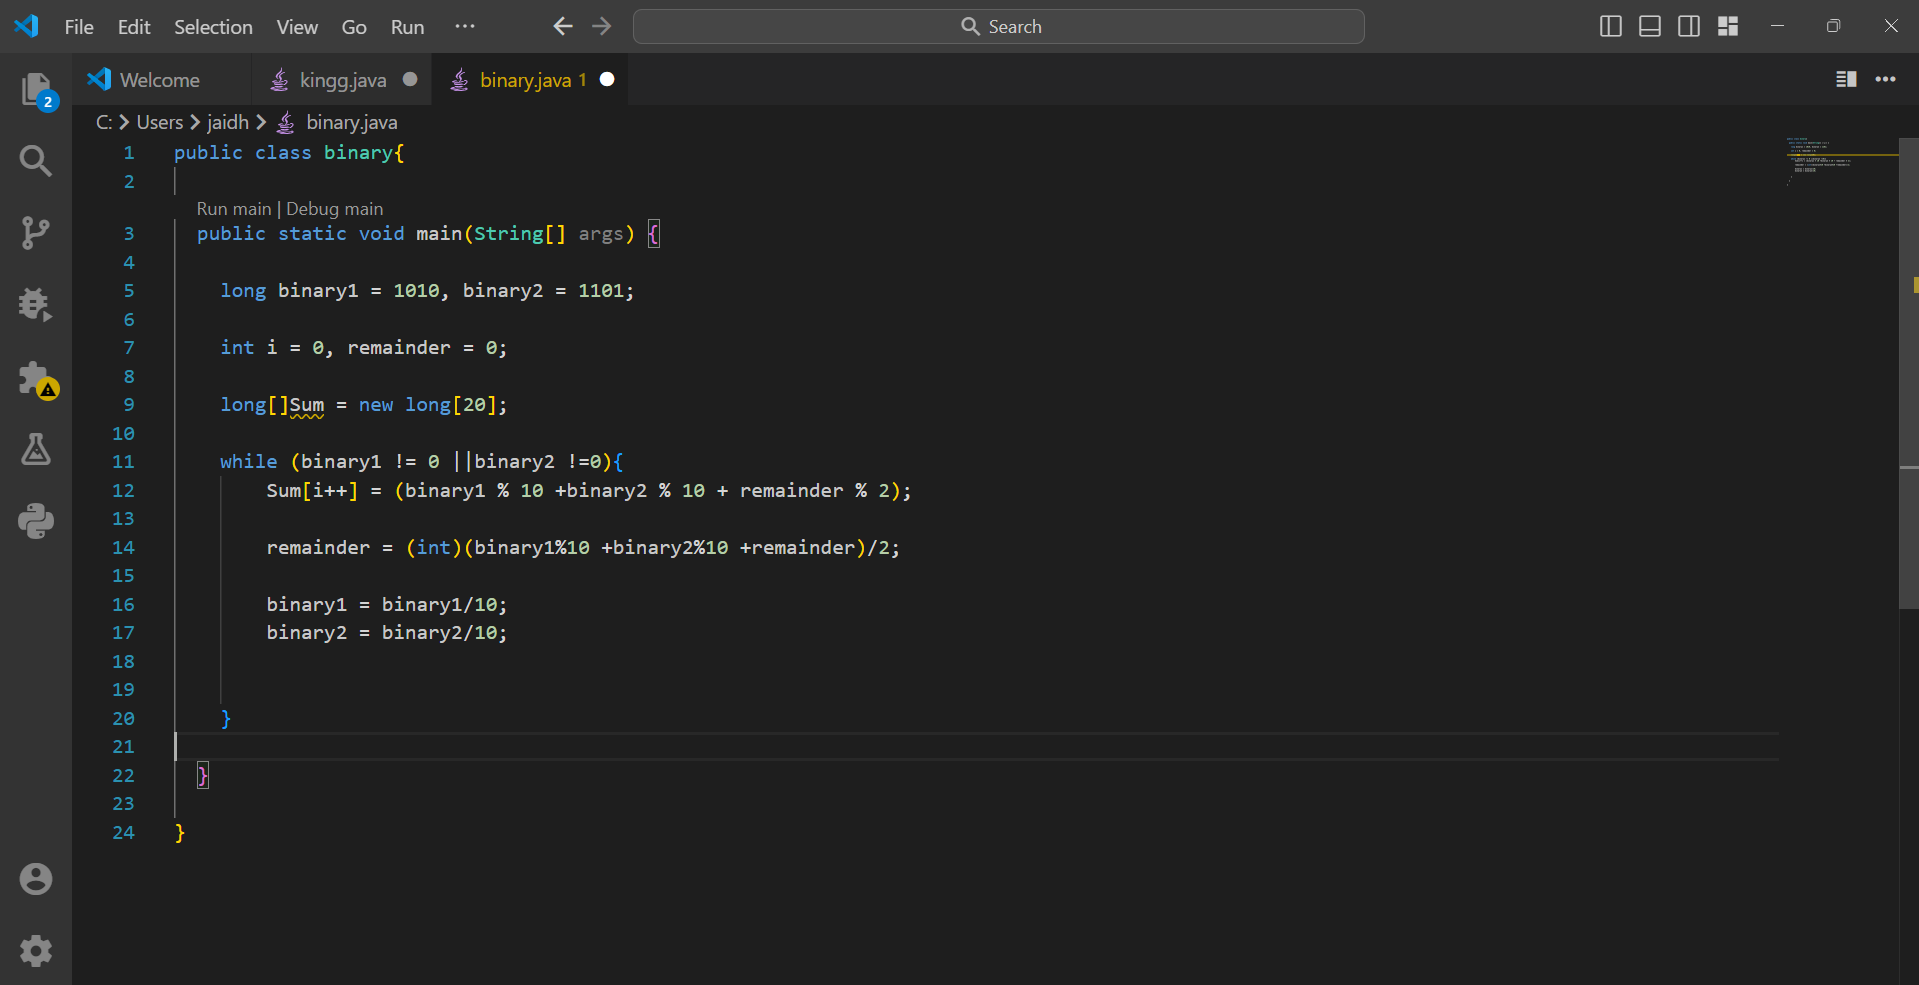 File Edit Selection View Go Run ··· Search
Welcome kingg.java binary.java 1
2
C: > Users > jaidh > binary.java
1 public class binary{
2
Run main | Debug main
3 public static void main(String[] args) {
4
5 long binary1 = 1010, binary2 = 1101;
6
7 int i = 0, remainder = 0;
8
9 long[]Sum = new long[20];
10
11 while (binary1 != 0 ||binary2 !=0){
12 Sum[i++] = (binary1 % 10 +binary2 % 10 + remainder % 2);
13
14 remainder = (int)(binary1%10 +binary2%10 +remainder)/2;
15
16 binary1 = binary1/10;
17 binary2 = binary2/10;
18
19
20 }
21
22 }
23
24 }